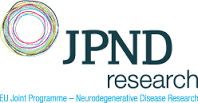 JPND
research
EU Joint Programme – Neurodegenerative Disease Research